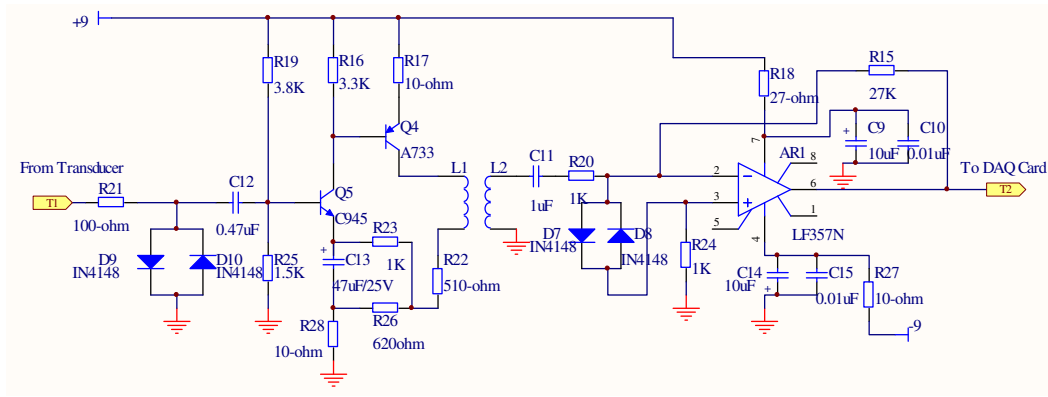 +9
R19
3.8K
R16
3.3K
R17
10-ohm
R18
27-ohm
R15
27K
Q4
A733
C9
10uF
C10
0.01uF
From Transducer
T1
R21
100-ohm
C12
0.47uF
Q5
C945
L1
L2
C11
1uF
R20
1K
7
AR1
8
2
3
6
5
4
1
LF357N
To DAQ Card
T2
D9
IN4148
D10
IN4148
R25
1.5K
R23
1K
C13
47uF/25V
R22
510-ohm
D7
IN4148
D8
IN4148
R24
1K
C14
10uF
C15
0.01uF
R27
10-ohm
-9
R28
10-ohm
R26
620ohm